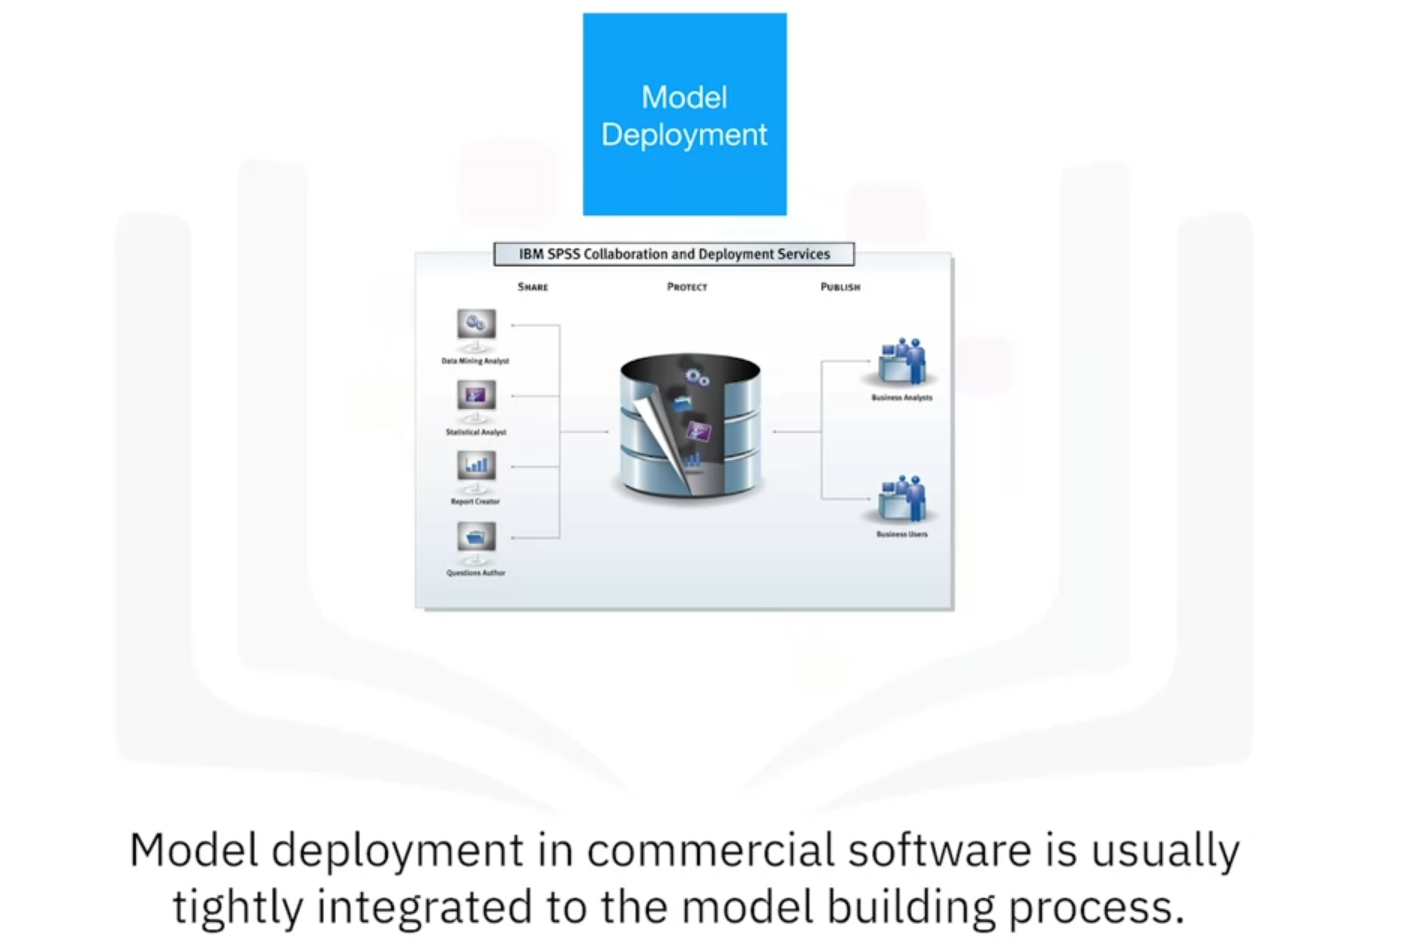 Model
Deployment
IBM SPSS Collaboration and Deployment Services
SHARE
PROTECT
PUBLISH
Data Mining Analyst
Statistical Analyst
Report Creator
Questions Author
Business Analysts
Business Users
Model deployment in commercial software is usually
tightly integrated to the model building process.